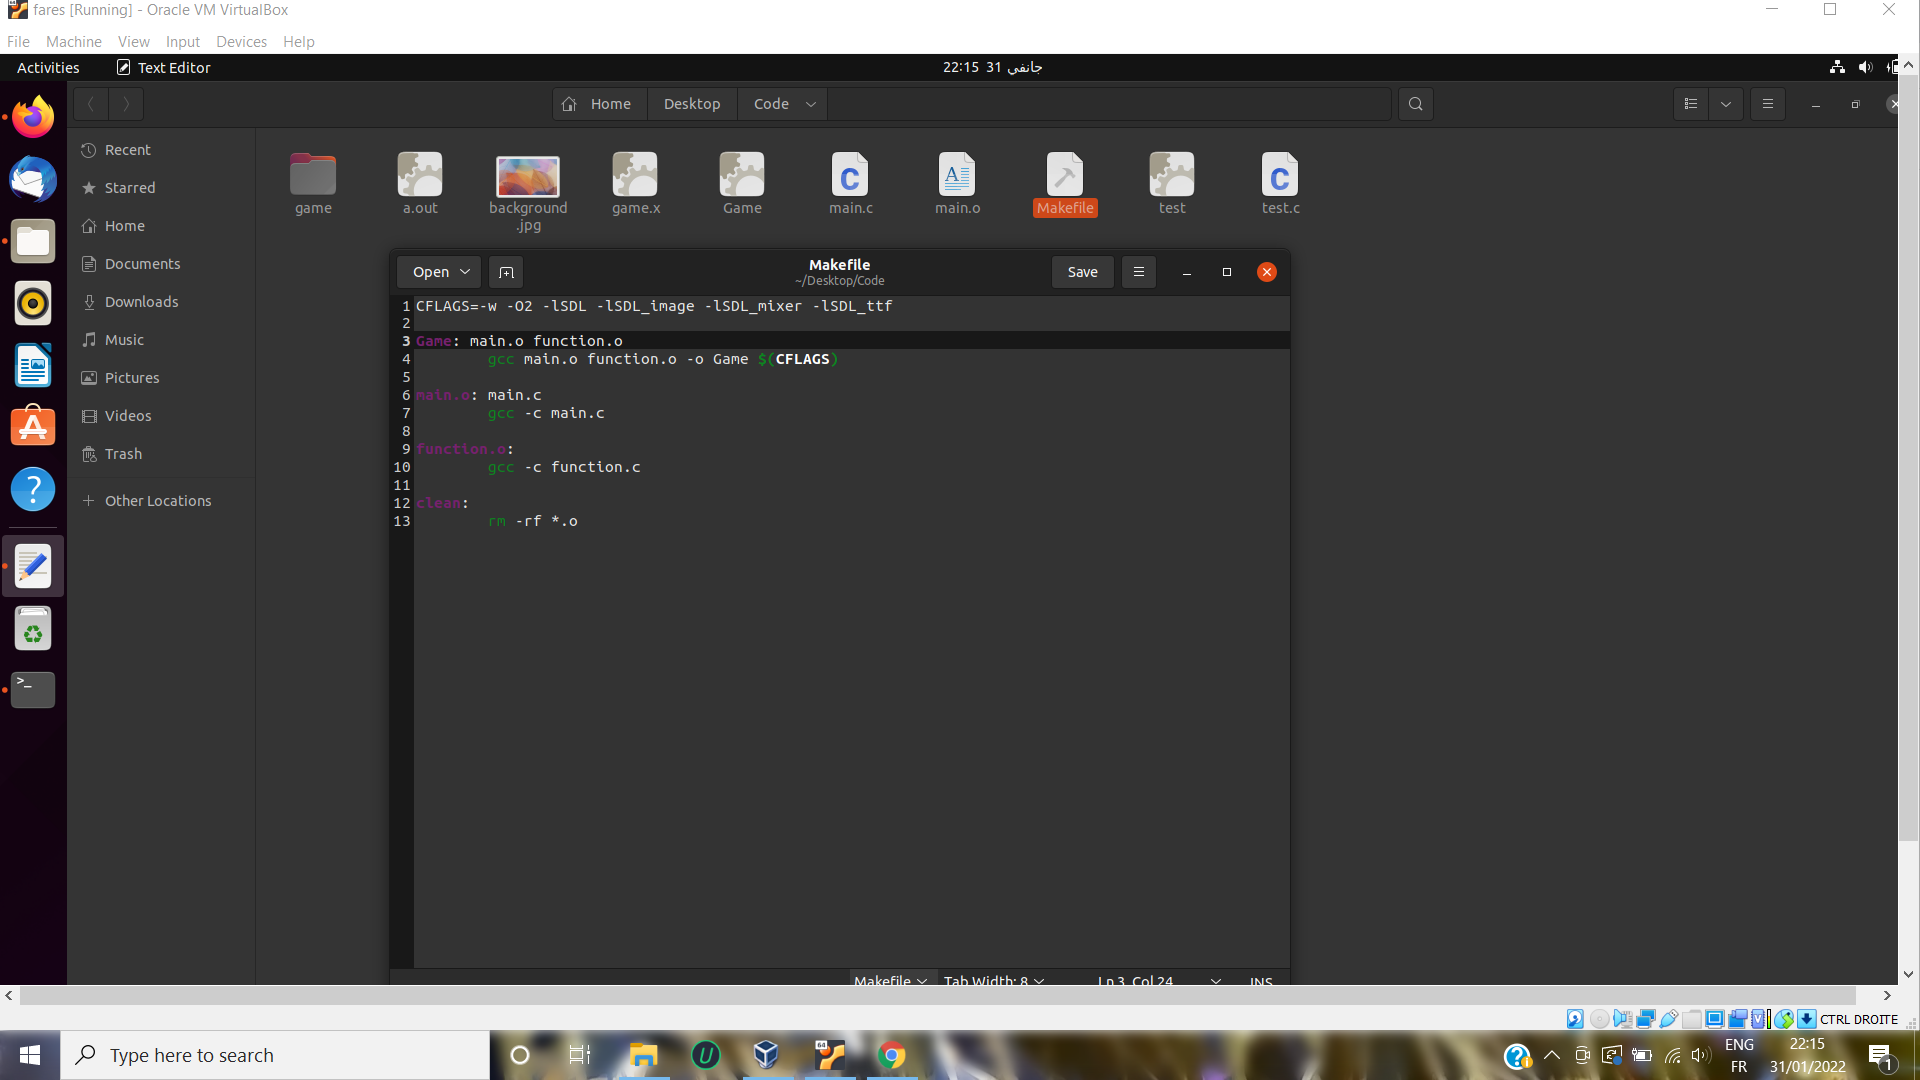 fares [Running] - Oracle VM VirtualBox
File Machine View Input Devices Help
Activities Text Editor 22:15 31 جانفي
Home Desktop Code
Recent
Starred
Home
Documents
Downloads
Music
Pictures
Videos
Trash
Other Locations
game a.out background game.x Game main.c main.o Makefile test test.c
.jpg
Open Makefile Save
~/Desktop/Code
1 CFLAGS=-w -O2 -lSDL -lSDL_image -lSDL_mixer -lSDL_ttf
2
3 Game: main.o function.o
4 gcc main.o function.o -o Game $(CFLAGS)
5
6 main.o: main.c
7 gcc -c main.c
8
9 function.o:
10 gcc -c function.c
11
12 clean:
13 rm -rf *.o
Makefile Tab Width: 8 Ln 3, Col 24 INS
CTRL DROITE
Type here to search
ENG 22:15
FR 31/01/2022
1